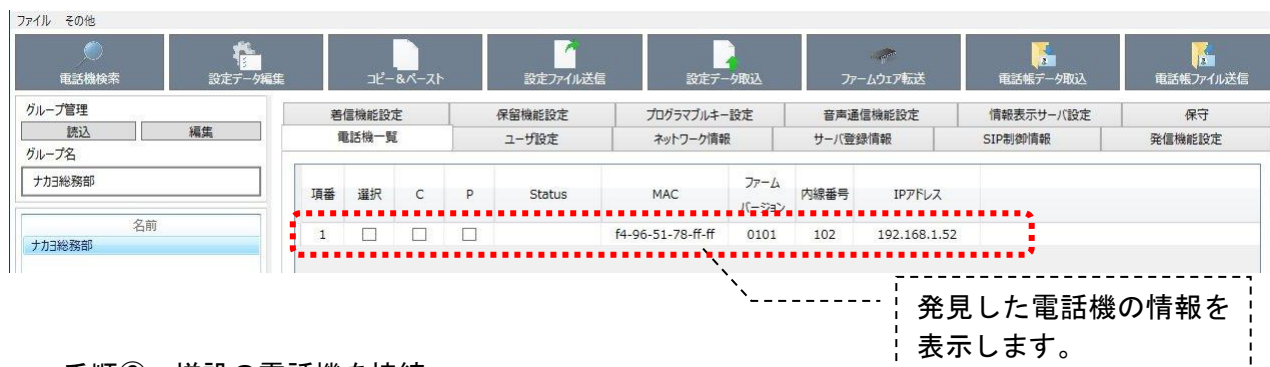 ファイル その他
電話機検索 設定データ編集 コピー&ペースト 設定ファイル送信 設定データ取込 ファームウェア転送 電話帳データ取込 電話帳ファイル送信
グループ管理
読込 編集
グループ名
ナカヨ総務部
名前
ナカヨ総務部
着信機能設定 保留機能設定 プログラマブルキー設定 音声通信機能設定 情報表示サーバ設定 保守
電話機一覧 ユーザ設定 ネットワーク情報 サーバ登録情報 SIP制御情報 発信機能設定
項番 選択 C P Status MAC ファームバージョン 内線番号 IPアドレス
1 f4-96-51-78-ff-ff 0101 102 192.168.1.52
発見した電話機の情報を
表示します。